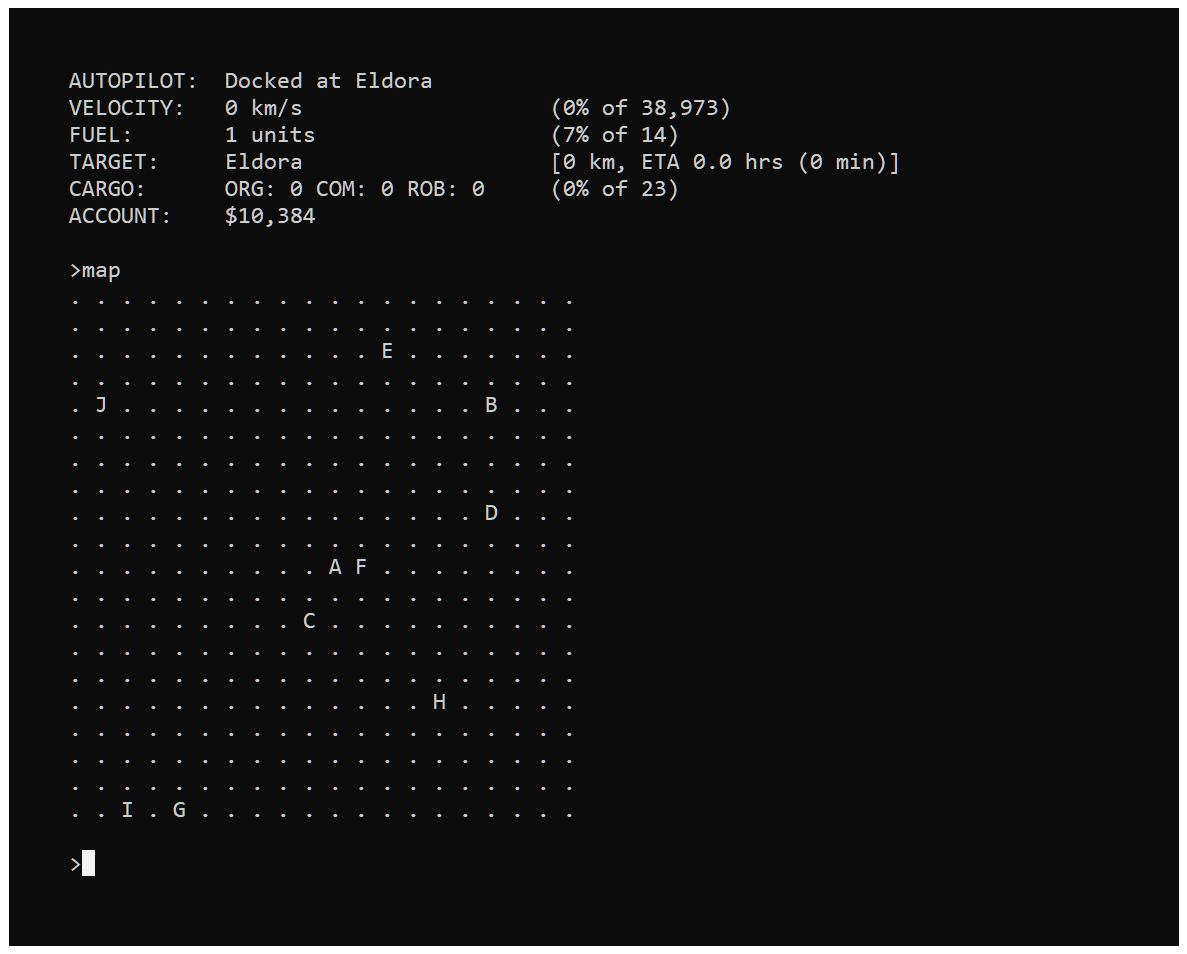 AUTOPILOT:  Docked at Eldora
VELOCITY:   0 km/s                   (0% of 38,973)
FUEL:       1 units                  (7% of 14)
TARGET:     Eldora                   [0 km, ETA 0.0 hrs (0 min)]
CARGO:      ORG: 0 COM: 0 ROB: 0     (0% of 23)
ACCOUNT:    $10,384

>map
. . . . . . . . . . . . . . . . . . . .
. . . . . . . . . . . . . . . . . . . .
. . . . . . . . . . . . E . . . . . . .
. . . . . . . . . . . . . . . . . . . .
. J . . . . . . . . . . . . . . B . . .
. . . . . . . . . . . . . . . . . . . .
. . . . . . . . . . . . . . . . . . . .
. . . . . . . . . . . . . . . . . . . .
. . . . . . . . . . . . . . . . D . . .
. . . . . . . . . . . . . . . . . . . .
. . . . . . . . . . A F . . . . . . . .
. . . . . . . . . . . . . . . . . . . .
. . . . . . . . . C . . . . . . . . . .
. . . . . . . . . . . . . . . . . . . .
. . . . . . . . . . . . . . . . . . . .
. . . . . . . . . . . . . . H . . . . .
. . . . . . . . . . . . . . . . . . . .
. . . . . . . . . . . . . . . . . . . .
. . . . . . . . . . . . . . . . . . . .
. . I . G . . . . . . . . . . . . . . .

>